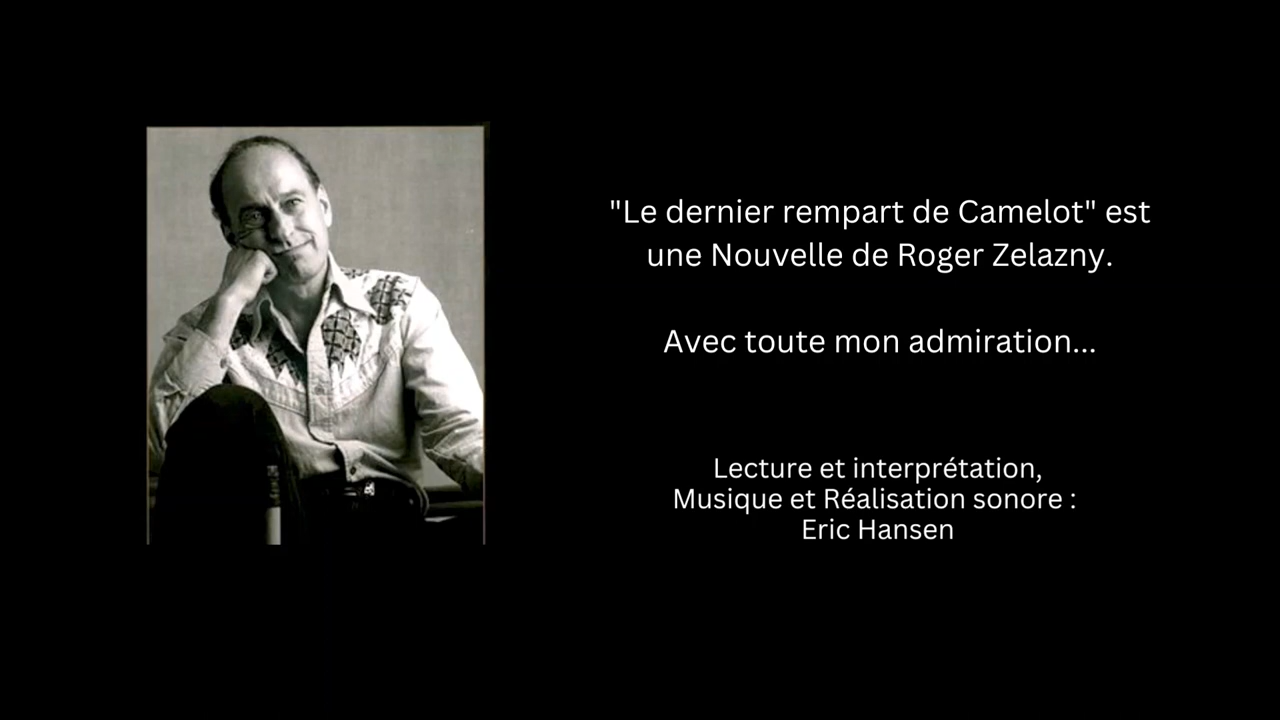 "Le dernier rempart de Camelot" est
une Nouvelle de Roger Zelazny.
Avec toute mon admiration...
Lecture et interprétation,
Musique et Réalisation sonore :
Eric Hansen